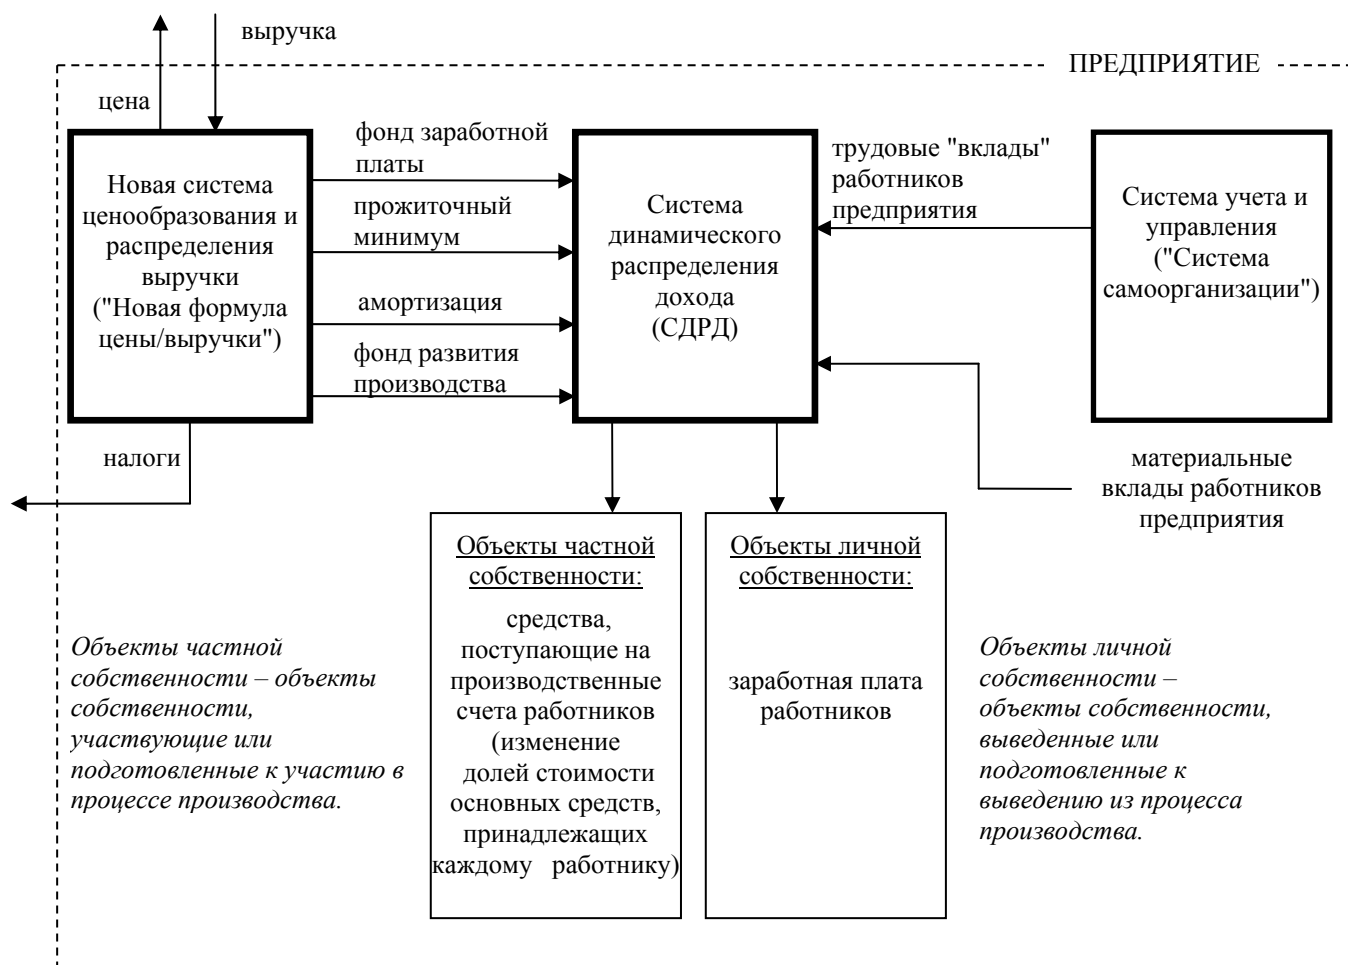 выручка
ПРЕДПРИЯТИЕ
цена
Новая система
ценообразования и
распределения
выручки
("Новая формула
цены/выручки")
фонд заработной
платы
прожиточный
минимум
амортизация
фонд развития
производства
Система
динамического
распределения
дохода
(СДРД)
трудовые "вклады"
работников
предприятия
Система учета и
управления
("Система
самоорганизации")
налоги
материальные
вклады работников
предприятия
Объекты частной
собственности:
средства,
поступающие на
производственные
счета работников
(изменение
долей стоимости
основных средств,
принадлежащих
каждому работнику)
Объекты личной
собственности:
заработная плата
работников
Объекты частной
собственности – объекты
собственности,
участвующие или
подготовленные к участию в
процессе производства.
Объекты личной
собственности –
объекты собственности,
выведенные или
подготовленные к
выведению из процесса
производства.